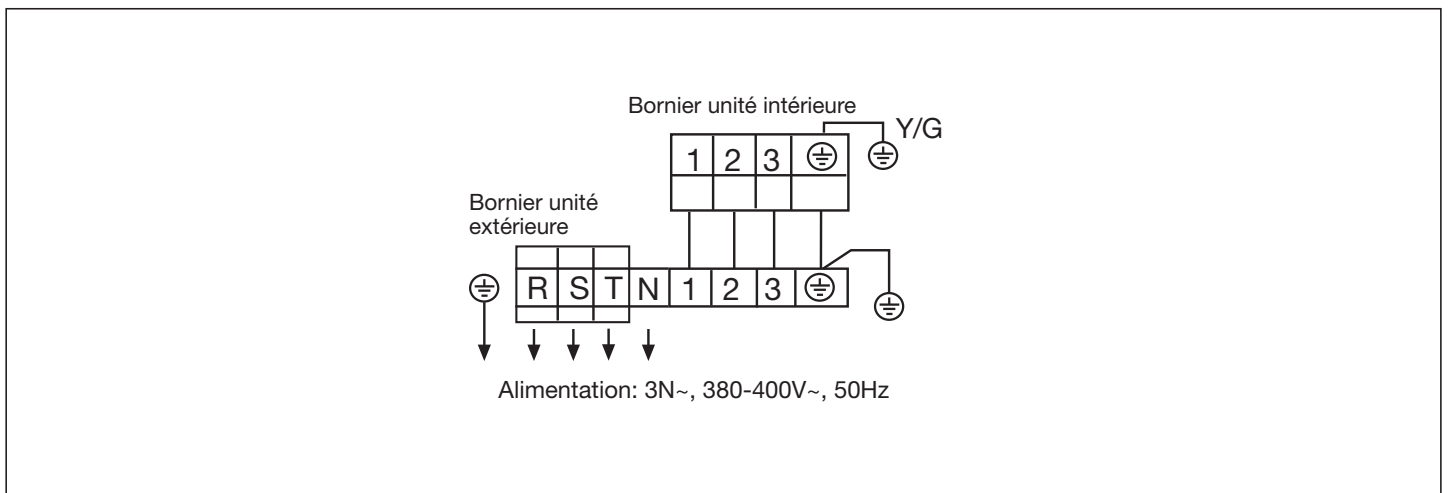 Bornier unité intérieure
Y/G
1 2 3
Bornier unité
extérieure
R S T N 1 2 3
Alimentation: 3N~, 380-400V~, 50Hz